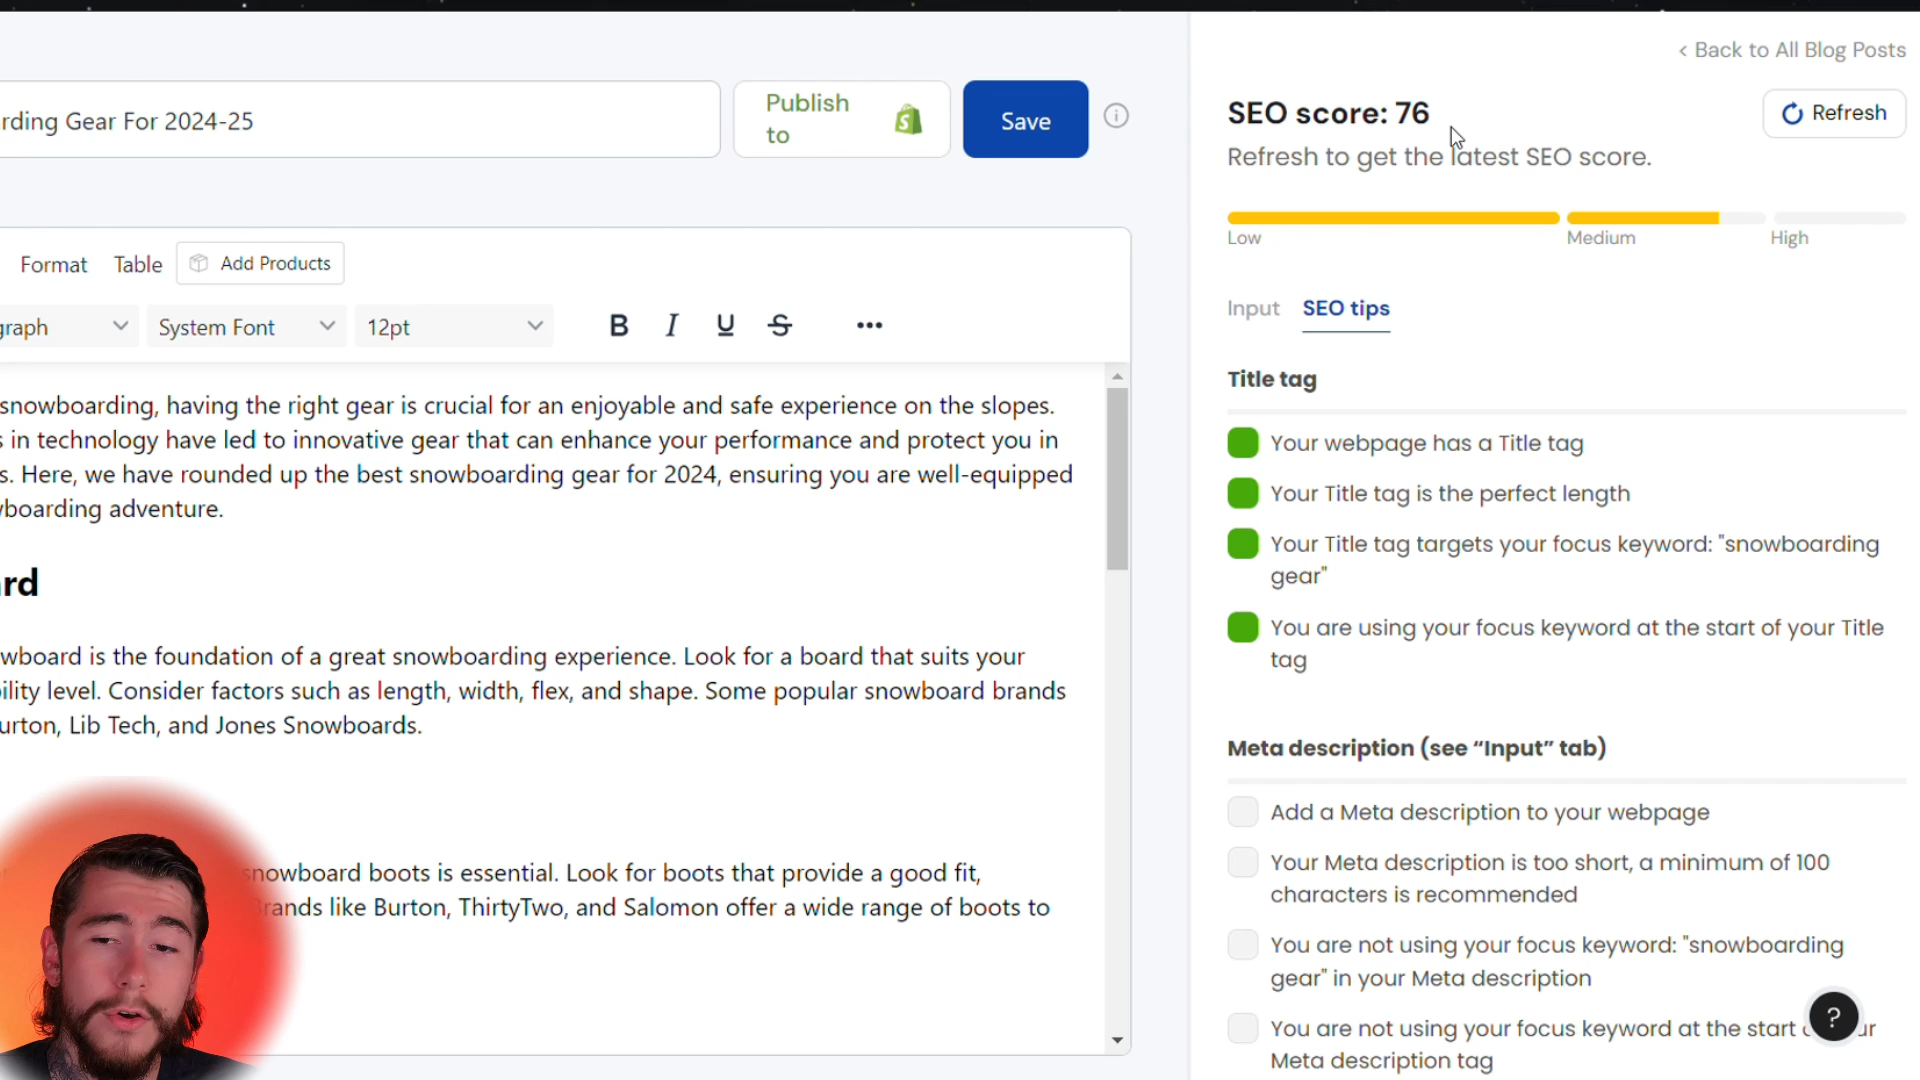 < Back to All Blog Posts
rding Gear For 2024-25
Publish
to
Save
SEO score: 76
Refresh
Refresh to get the latest SEO score.
Low
Medium
High
Format
Table
Add Products
graph
System Font
12pt
B
I
U
S
Input
SEO tips
snowboarding, having the right gear is crucial for an enjoyable and safe experience on the slopes.
s in technology have led to innovative gear that can enhance your performance and protect you in
s. Here, we have rounded up the best snowboarding gear for 2024, ensuring you are well-equipped
wboarding adventure.
rd
wboard is the foundation of a great snowboarding experience. Look for a board that suits your
bility level. Consider factors such as length, width, flex, and shape. Some popular snowboard brands
urton, Lib Tech, and Jones Snowboards.
snowboard boots is essential. Look for boots that provide a good fit,
Brands like Burton, ThirtyTwo, and Salomon offer a wide range of boots to
Title tag
Your webpage has a Title tag
Your Title tag is the perfect length
Your Title tag targets your focus keyword: "snowboarding
gear"
You are using your focus keyword at the start of your Title
tag
Meta description (see “Input” tab)
Add a Meta description to your webpage
Your Meta description is too short, a minimum of 100
characters is recommended
You are not using your focus keyword: "snowboarding
gear" in your Meta description
You are not using your focus keyword at the start
Meta description tag
?